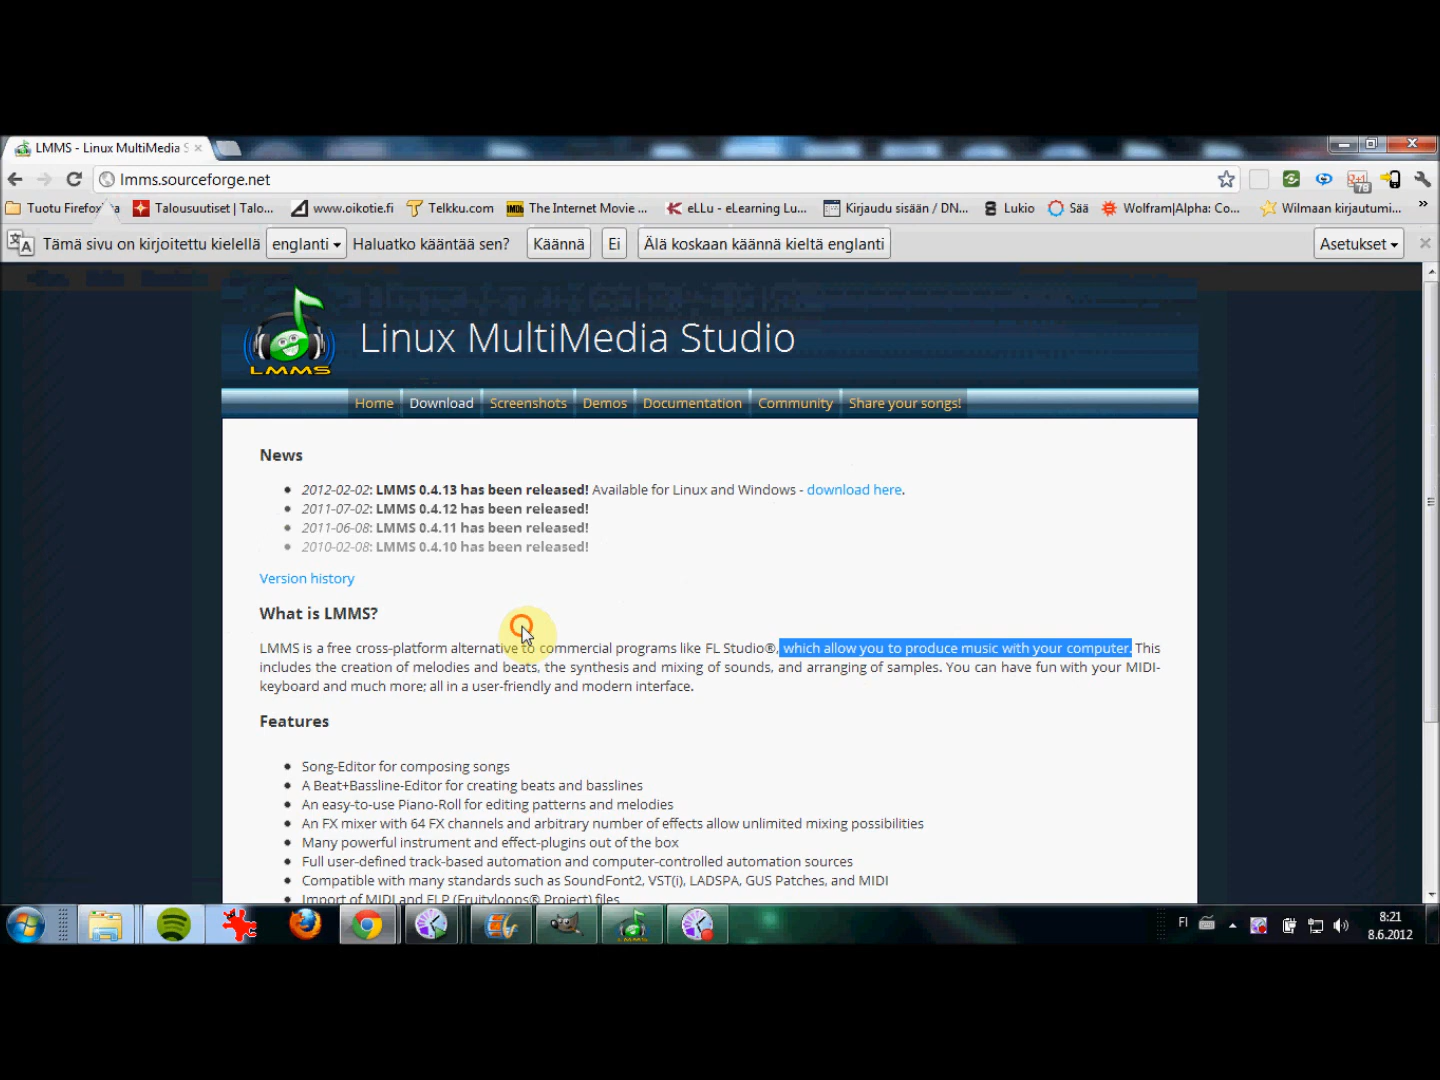 LMMS - Linux MultiMedia S
lmms.sourceforge.net
Tuotu Firefox ta Talousuutiset | Talo... www.oikotie.fi Telkku.com The Internet Movie ... eLLu - eLearning Lu... Kirjaudu sisään / DN... Lukio Sää Wolfram|Alpha: Co... Wilmaan kirjautumi... »
Tämä sivu on kirjoitettu kielellä englanti Haluatko kääntää sen? Käännä Ei Älä koskaan käännä kieltä englanti Asetukset
LMMS
Linux MultiMedia Studio
Home Download Screenshots Demos Documentation Community Share your songs!
News
2012-02-02: LMMS 0.4.13 has been released! Available for Linux and Windows - download here.
2011-07-02: LMMS 0.4.12 has been released!
2011-06-08: LMMS 0.4.11 has been released!
2010-02-08: LMMS 0.4.10 has been released!
Version history
What is LMMS?
LMMS is a free cross-platform alternative to commercial programs like FL Studio®, which allow you to produce music with your computer. This
includes the creation of melodies and beats, the synthesis and mixing of sounds, and arranging of samples. You can have fun with your MIDI-
keyboard and much more; all in a user-friendly and modern interface.
Features
Song-Editor for composing songs
A Beat+Bassline-Editor for creating beats and basslines
An easy-to-use Piano-Roll for editing patterns and melodies
An FX mixer with 64 FX channels and arbitrary number of effects allow unlimited mixing possibilities
Many powerful instrument and effect-plugins out of the box
Full user-defined track-based automation and computer-controlled automation sources
Compatible with many standards such as SoundFont2, VST(i), LADSPA, GUS Patches, and MIDI
Import of MIDI and FLP (Fruityloops® Project) files
FI 8:21
8.6.2012